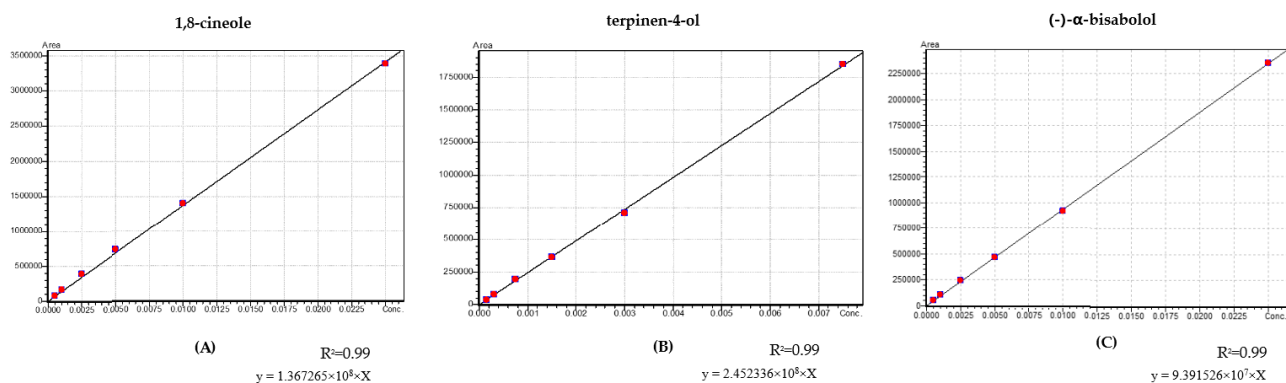 1,8-cineole
Area
3500000
3000000
2500000
2000000
1500000
1000000
500000
0
0.0000 0.0025 0.0050 0.0075 0.0100 0.0125 0.0150 0.0175 0.0200 0.0225 Conc.
(A)
R²=0.99
y = 1.367265×10⁸×X
terpinen-4-ol
Area
1750000
1500000
1250000
1000000
750000
500000
250000
0
0.000 0.001 0.002 0.003 0.004 0.005 0.006 0.007 Conc.
(B)
R²=0.99
y = 2.452336×10⁸×X
(-)-α-bisabolol
Area
2250000
2000000
1750000
1500000
1250000
1000000
750000
500000
250000
0
0.0000 0.0025 0.0050 0.0075 0.0100 0.0125 0.0150 0.0175 0.0200 0.0225 Conc.
(C)
R²=0.99
y = 9.391526×10⁷×X